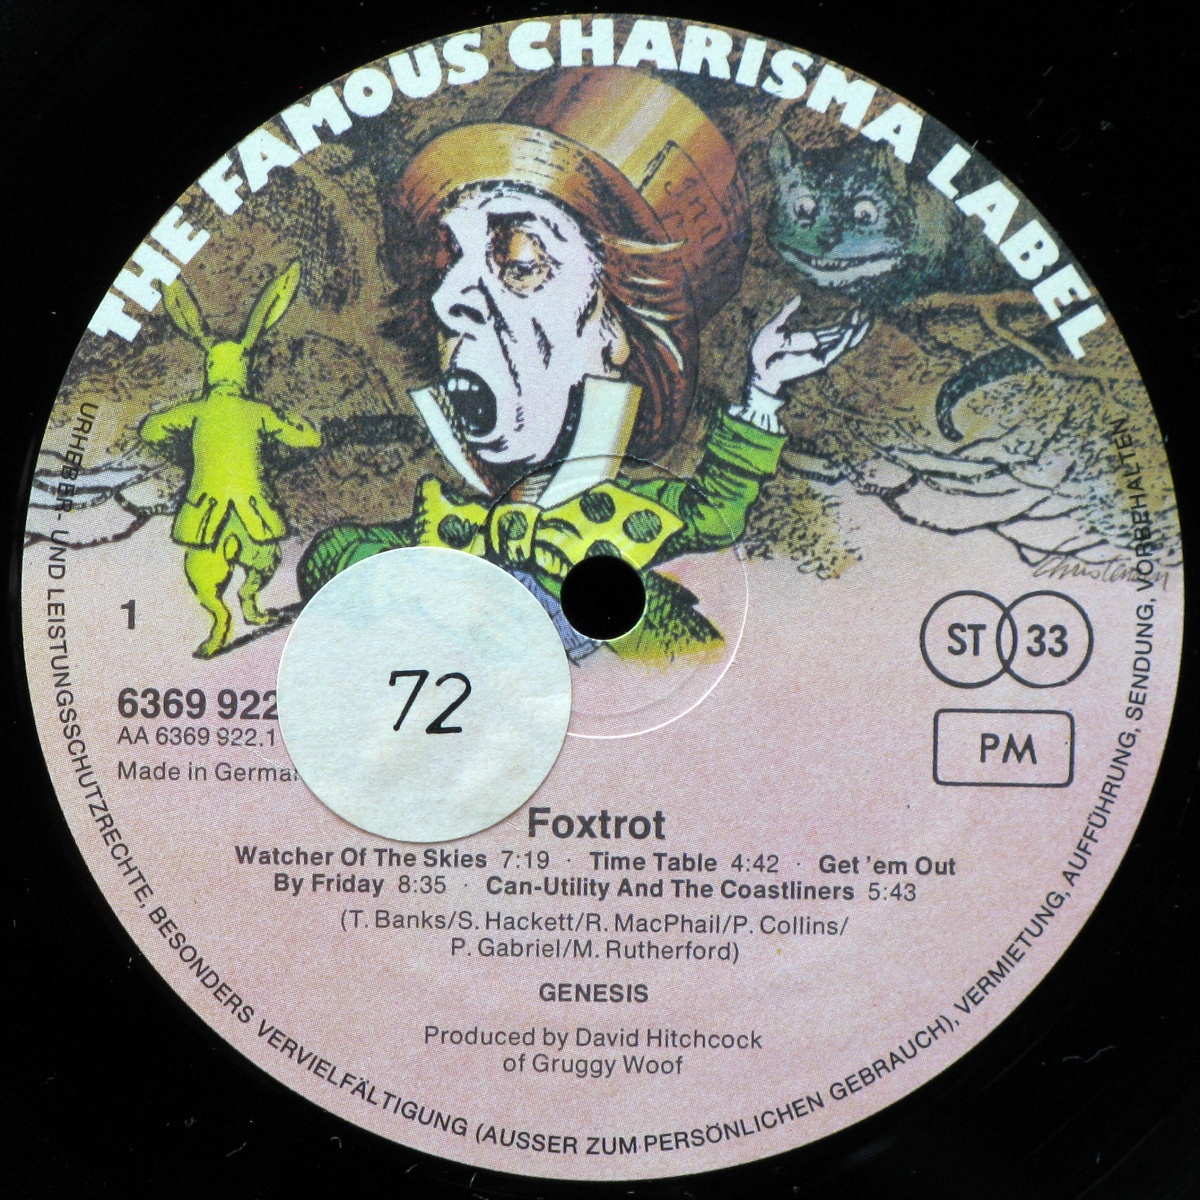 THE FAMOUS CHARISMA LABEL
1
ST 33
6369 922
AA 6369 922.1
PM
Made in
72
Foxtrot
Watcher Of The Skies 7:19 · Time Table 4:42 · Get 'em Out
By Friday 8:35 · Can-Utility And The Coastliners 5:43
(T. Banks/S. Hackett/R. MacPhail/P. Collins/
P. Gabriel/M. Rutherford)
GENESIS
Produced by David Hitchcock
of Gruggy Woof
URHEBER- UND LEISTUNGSSCHUTZRECHTE, BESONDERS VERVIELFÄLTIGUNG (AUSSER ZUM PERSÖNLICHEN GEBRAUCH), VERMIETUNG, AUFFÜHRUNG, SENDUNG, VORBEHALTEN